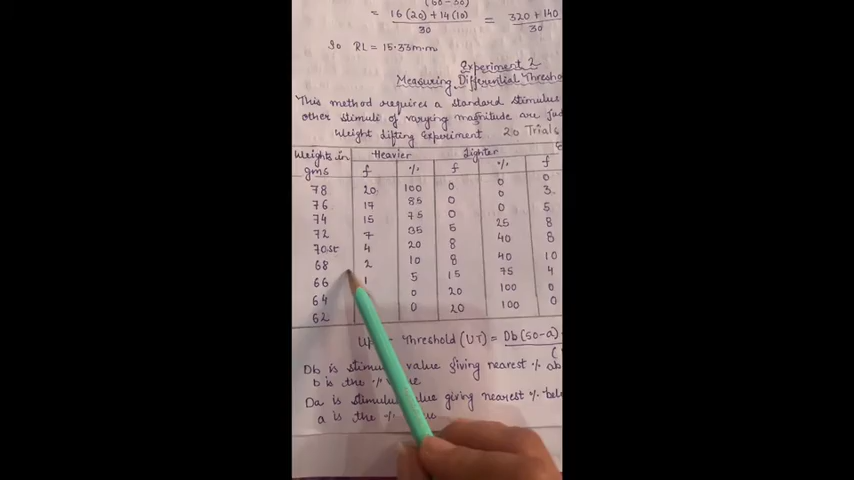 (60-30)
= 16(20)+14(10) = 320+140
30 30
So RL = 15.33m.m.
Experiment 2
Measuring Differential Thresho
This method requires a standard stimulus
other stimuli of varying magnitude are jud
Weight Lifting Experiment. 20 Trials
Weights in Heavier Lighter
gms f % f % f
78 20 100 0 0 0
76 17 85 0 0 3
74 15 75 0 0 5
72 7 35 5 25 8
70st 4 20 8 40 8
68 2 10 8 40 10
66 1 5 15 75 4
64 0 20 100 0
62 0 20 100 0
Threshold (UT) = Db(50-a)
Db is stimulus value giving nearest % ab
b is the % value
Da is stimulus value giving nearest % bel
a is the %